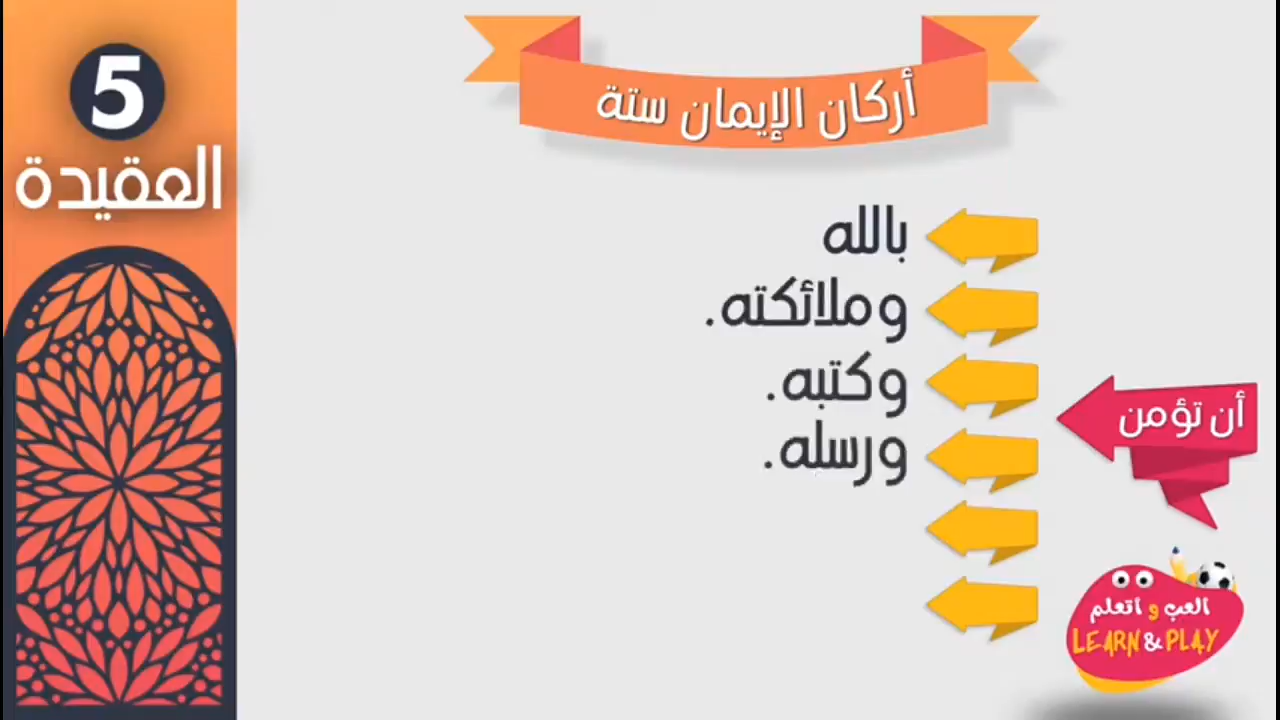 أركان الإيمان ستة
5
العقيدة
أن تؤمن
بالله
وملائكته.
وكتبه.
ورسله.
العب و اتعلم
LEARN & PLAY